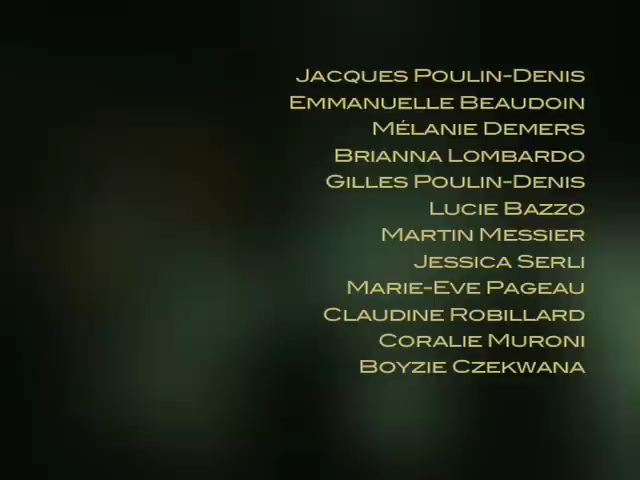 Jacques Poulin-Denis
Emmanuelle Beaudoin
Mélanie Demers
Brianna Lombardo
Gilles Poulin-Denis
Lucie Bazzo
Martin Messier
Jessica Serli
Marie-Eve Pageau
Claudine Robillard
Coralie Muroni
Boyzie Czekwana